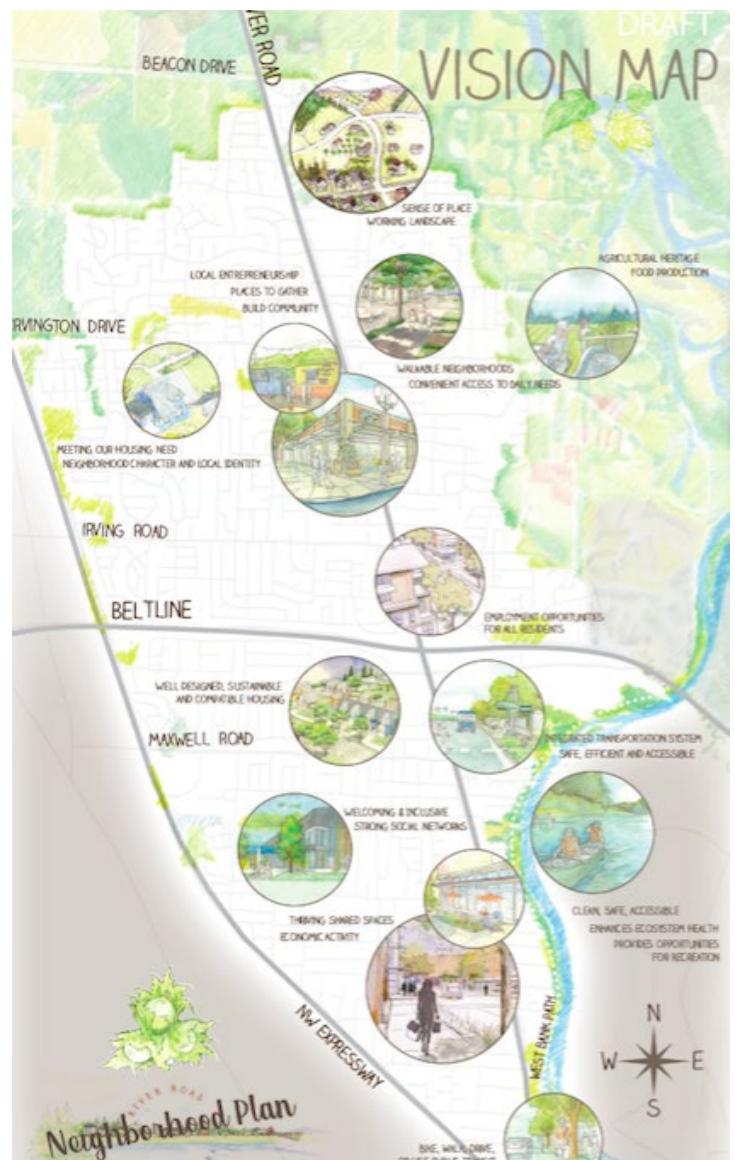 DRAFT
VISION MAP
BEACON DRIVE
RIVER ROAD
SENSE OF PLACE
WORKING LANDSCAPE
AGRICULTURAL HERITAGE
FOOD PRODUCTION
LOCAL ENTREPRENEURSHIP
PLACES TO GATHER
BUILD COMMUNITY
IRVINGTON DRIVE
WALKABLE NEIGHBORHOODS
CONVENIENT ACCESS TO DAILY NEEDS
MEETING OUR HOUSING NEED
NEIGHBORHOOD CHARACTER AND LOCAL IDENTITY
IRVING ROAD
BELTLINE
EMPLOYMENT OPPORTUNITIES
FOR ALL RESIDENTS
WELL DESIGNED, SUSTAINABLE
AND COMPATIBLE HOUSING
MAXWELL ROAD
INTEGRATED TRANSPORTATION SYSTEM
SAFE, EFFICIENT AND ACCESSIBLE
WELCOMING & INCLUSIVE
STRONG SOCIAL NETWORKS
THRIVING SHARED SPACES
ECONOMIC ACTIVITY
CLEAN, SAFE, ACCESSIBLE
ENHANCES ECOSYSTEM HEALTH
PROVIDES OPPORTUNITIES
FOR RECREATION
NW EXPRESSWAY
WEST BANK PATH
N
W E
S
RIVER ROAD
Neighborhood Plan
BIKE, WALK, DRIVE,